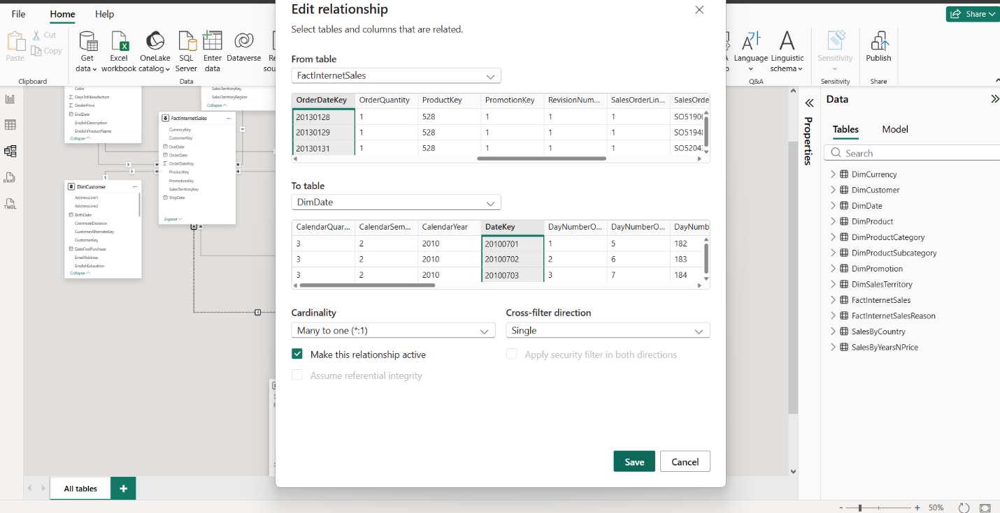 File Home Help
Share
Paste
Cut
Copy
Clipboard
Get data
Excel workbook
OneLake catalog
SQL Server
Enter data
Dataverse
Data
Language
Linguistic schema
Q&A
Sensitivity
Sensitivity
Publish
Share
Color
DaysToManufacture
DealerPrice
EndDate
EnglishDescription
EnglishProductName
Collapse
SalesTerritoryKey
SalesTerritoryRegion
Collapse
FactInternetSales
CurrencyKey
CustomerKey
DueDate
OrderDate
OrderDateKey
ProductKey
PromotionKey
SalesTerritoryKey
ShipDate
Expand
DimCustomer
AddressLine1
AddressLine2
BirthDate
CommuteDistance
CustomerAlternateKey
CustomerKey
DateFirstPurchase
EmailAddress
EnglishEducation
Collapse
DAX
TMDL
Edit relationship
Select tables and columns that are related.
From table
FactInternetSales
OrderDateKey OrderQuantity ProductKey PromotionKey RevisionNum... SalesOrderLin... SalesOrde
20130128 1 528 1 1 1 SO5190
20130129 1 528 1 1 1 SO5194
20130131 1 528 1 1 1 SO5204
To table
DimDate
CalendarQuar... CalendarSem... CalendarYear DateKey DayNumberO... DayNumberO... DayNumb
3 2 2010 20100701 1 5 182
3 2 2010 20100702 2 6 183
3 2 2010 20100703 3 7 184
Cardinality
Many to one (*:1)
Cross-filter direction
Single
Make this relationship active
Apply security filter in both directions
Assume referential integrity
Save Cancel
Properties
Data
Tables Model
Search
DimCurrency
DimCustomer
DimDate
DimProduct
DimProductCategory
DimProductSubcategory
DimPromotion
DimSalesTerritory
FactInternetSales
FactInternetSalesReason
SalesByCountry
SalesByYearsNPrice
All tables +
- + 50%